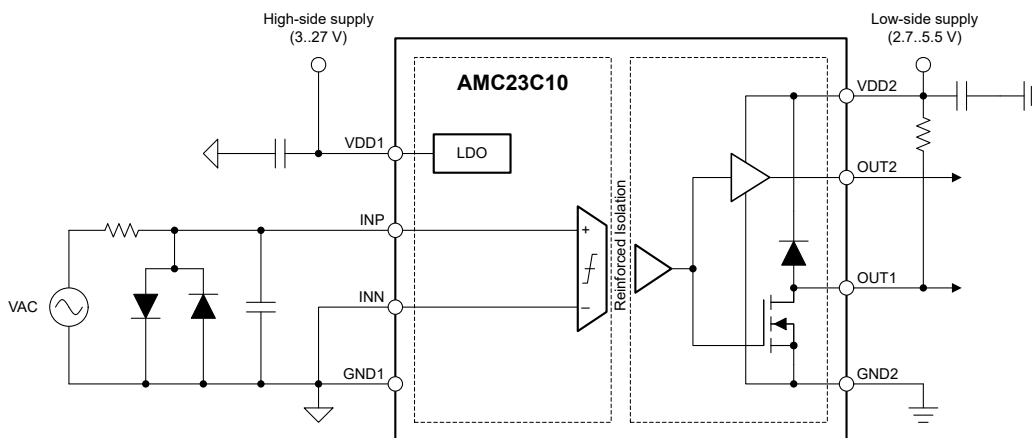 High-side supply
(3..27 V)
Low-side supply
(2.7..5.5 V)
AMC23C10
VDD2
VDD1
LDO
OUT2
INP
+
Reinforced Isolation
OUT1
INN
–
VAC
GND1
GND2